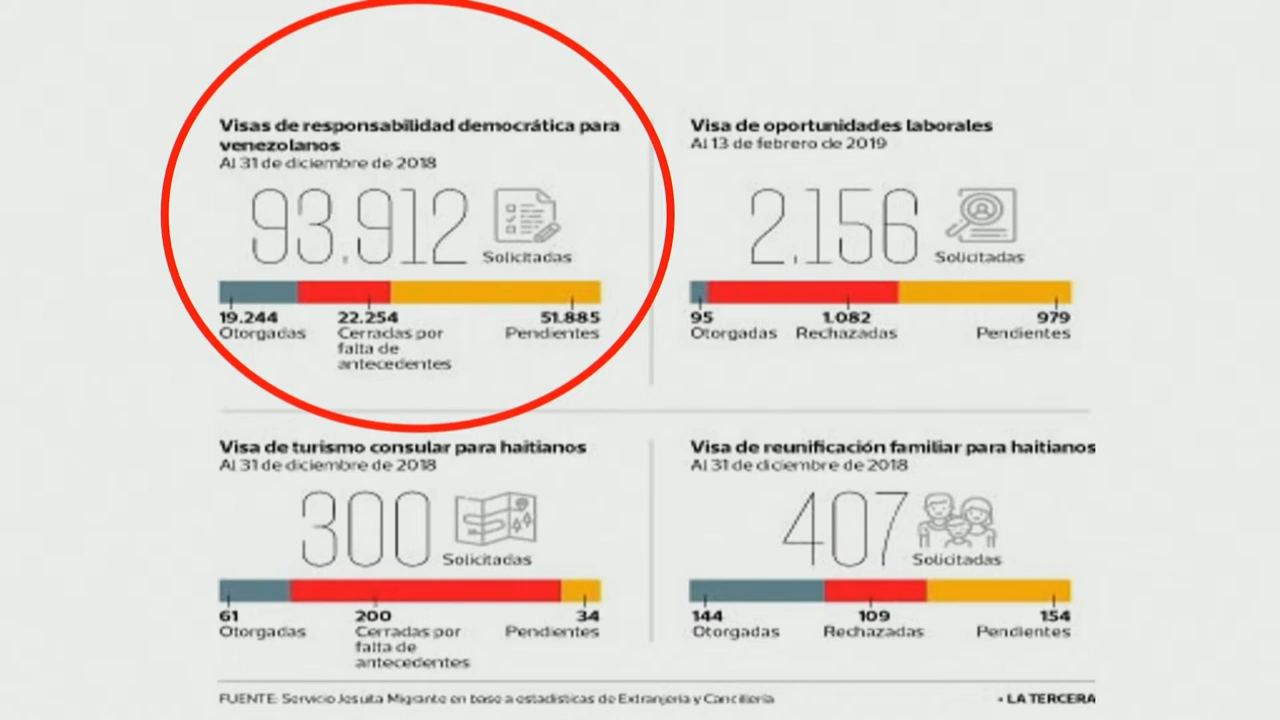 Visas de responsabilidad democrática para
venezolanos
Al 31 de diciembre de 2018
93.912
Solicitadas
19.244
Otorgadas
22.254
Cerradas por
falta de
antecedentes
51.885
Pendientes
Visa de oportunidades laborales
Al 13 de febrero de 2019
2.156
Solicitadas
95
Otorgadas
1.082
Rechazadas
979
Pendientes
Visa de turismo consular para haitianos
Al 31 de diciembre de 2018
300
Solicitadas
61
Otorgadas
200
Cerradas por
falta de
antecedentes
34
Pendientes
Visa de reunificación familiar para haitianos
Al 31 de diciembre de 2018
407
Solicitadas
144
Otorgadas
109
Rechazadas
154
Pendientes
FUENTE: Servicio Jesuita Migrante en base a estadísticas de Extranjería y Cancillería
• LA TERCERA